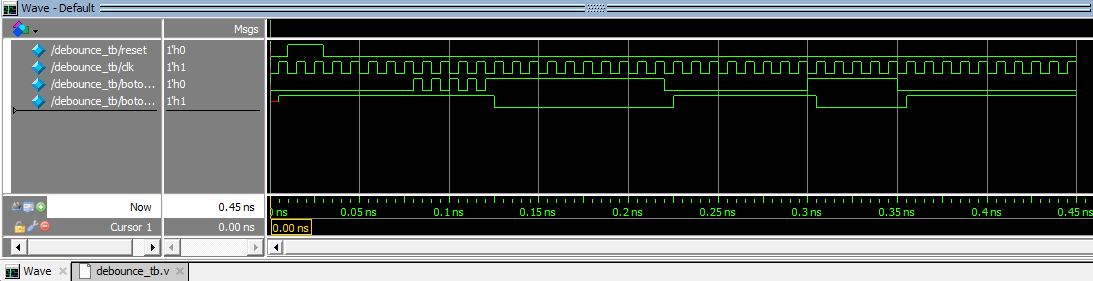 Wave - Default
Msgs
/debounce_tb/reset 1'h0
/debounce_tb/clk 1'h1
/debounce_tb/boto... 1'h0
/debounce_tb/boto... 1'h1
Now 0.45 ns 0.05 ns 0.1 ns 0.15 ns 0.2 ns 0.25 ns 0.3 ns 0.35 ns 0.4 ns 0.45 ns
Cursor 1 0.00 ns 0.00 ns
Wave debounce_tb.v